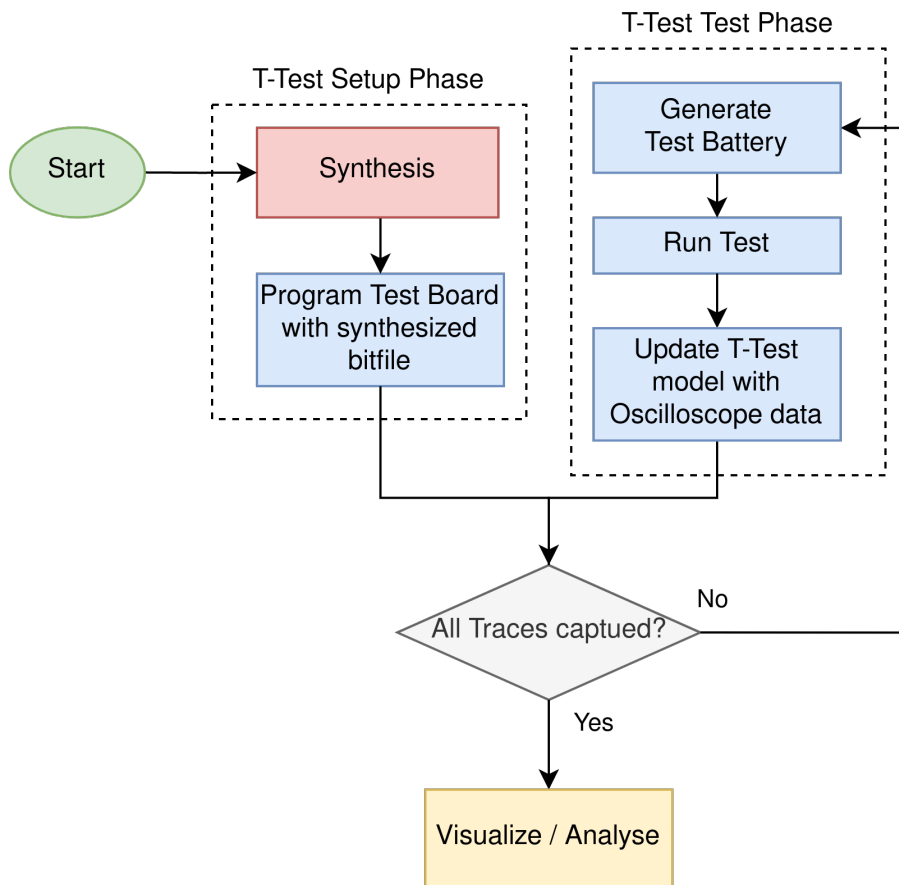 T-Test Test Phase
T-Test Setup Phase
Start
Synthesis
Program Test Board
with synthesized
bitfile
Generate
Test Battery
Run Test
Update T-Test
model with
Oscilloscope data
All Traces captued?
No
Yes
Visualize / Analyse